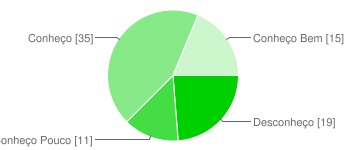 Conheço [35]
Conheço Bem [15]
Desconheço [19]
onheço Pouco [11]